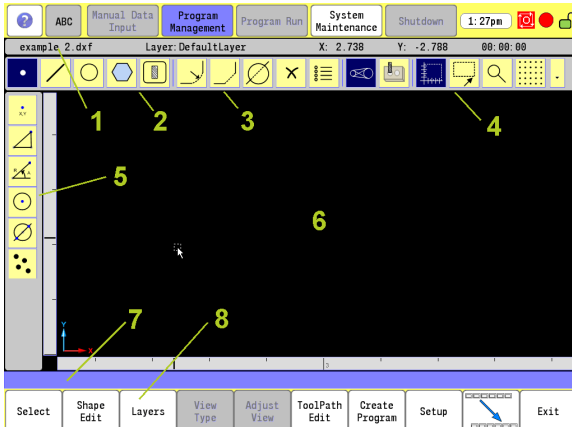 ? ABC Manual Data Input Program Management Program Run System Maintenance Shutdown 1:27pm
example_2.dxf Layer:DefaultLayer X: 2.738 Y: -2.788 00:00:00
1 2 3 4
X,Y
5
6
Y
X
7 8
3
Select Shape Edit Layers View Type Adjust View ToolPath Edit Create Program Setup Exit